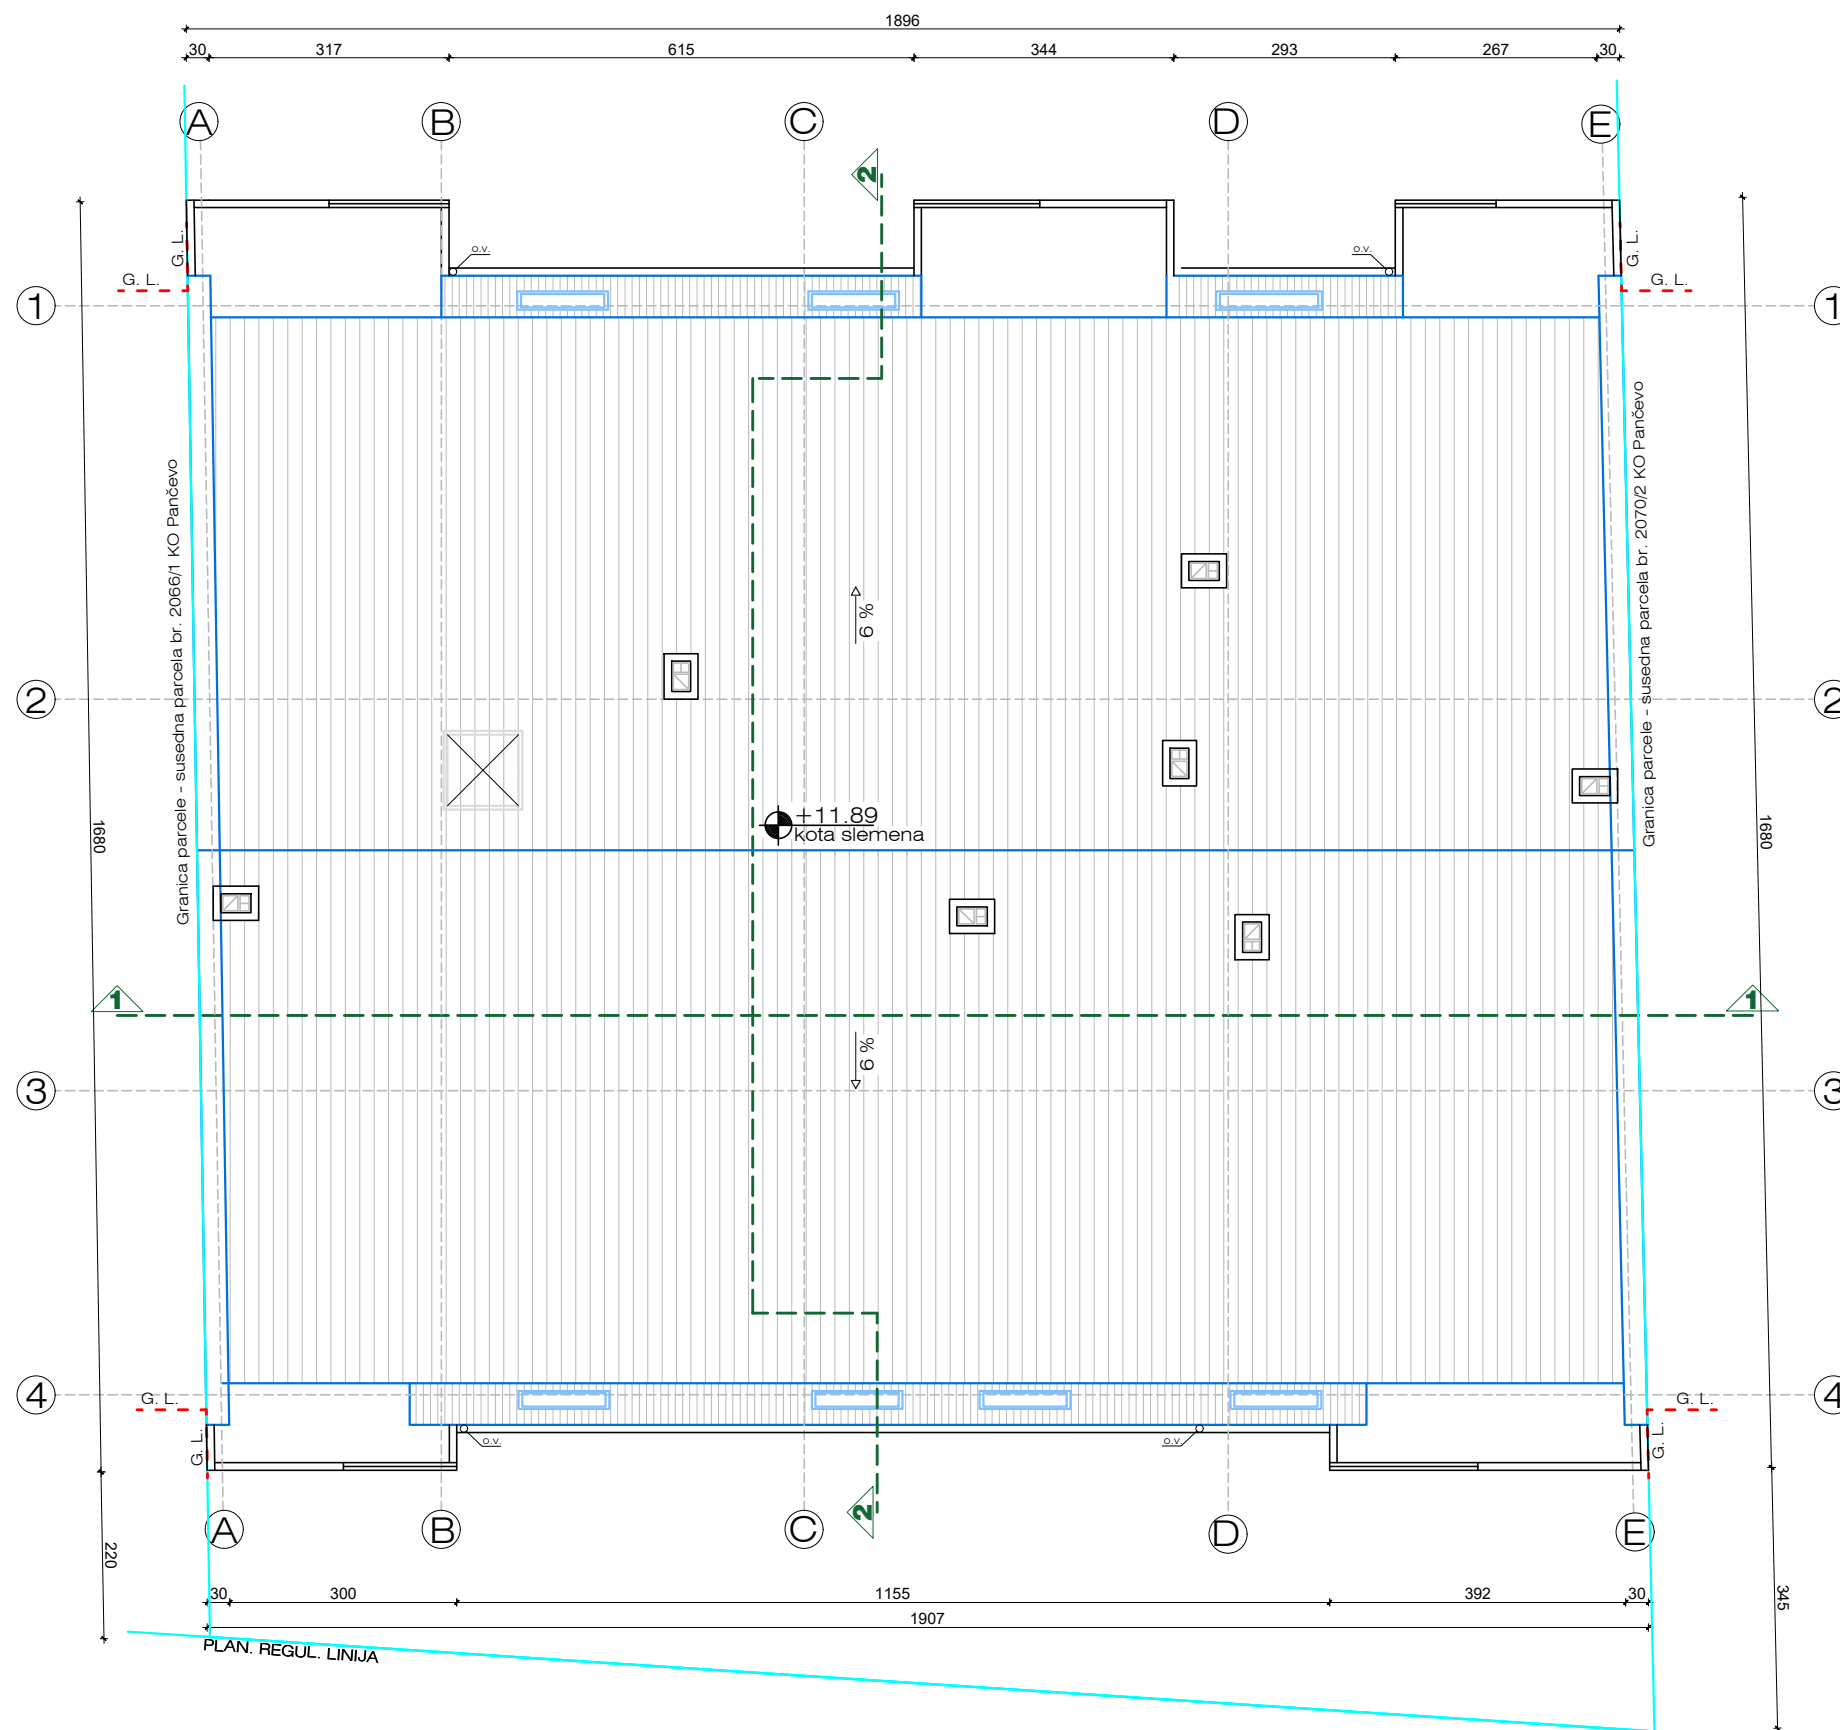 1896
30 317 615 344 293 267 30
A B C D E
2
G. L. G. L.
o.v. o.v.
G. L. G. L.
1 1
Granica parcele - susedna parcela br. 2066/1 KO Pančevo
Granica parcele - susedna parcela br. 2070/2 KO Pančevo
6 %
2 2
+11.89
kota slemena
1680 1680
1 1
6 %
3 3
4 4
G. L. G. L.
G. L. G. L.
o.v. o.v.
2
A B C D E
220 345
30 300 1155 392 30
1907
PLAN. REGUL. LINIJA